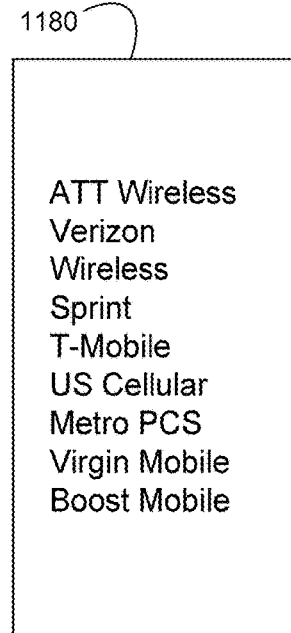 1180
ATT Wireless
Verizon
Wireless
Sprint
T-Mobile
US Cellular
Metro PCS
Virgin Mobile
Boost Mobile